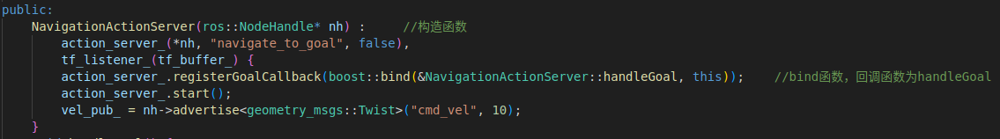 public:
    NavigationActionServer(ros::NodeHandle* nh) :     //构造函数
        action_server_(*nh, "navigate_to_goal", false),
        tf_listener_(tf_buffer_) {
        action_server_.registerGoalCallback(boost::bind(&NavigationActionServer::handleGoal, this));    //bind函数，回调函数为handleGoal
        action_server_.start();
        vel_pub_ = nh->advertise<geometry_msgs::Twist>("cmd_vel", 10);
    }